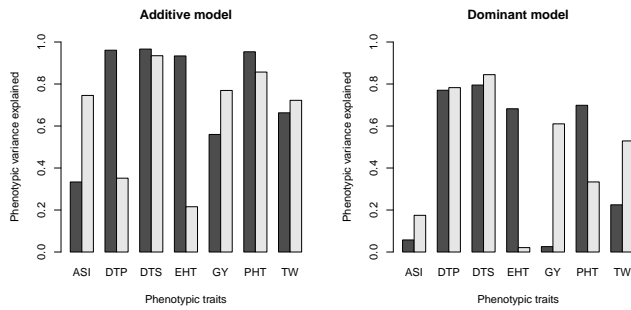 Additive model
Phenotypic variance explained
0.0 0.2 0.4 0.6 0.8 1.0
ASI DTP DTS EHT GY PHT TW
Phenotypic traits
Dominant model
Phenotypic variance explained
0.0 0.2 0.4 0.6 0.8 1.0
ASI DTP DTS EHT GY PHT TW
Phenotypic traits